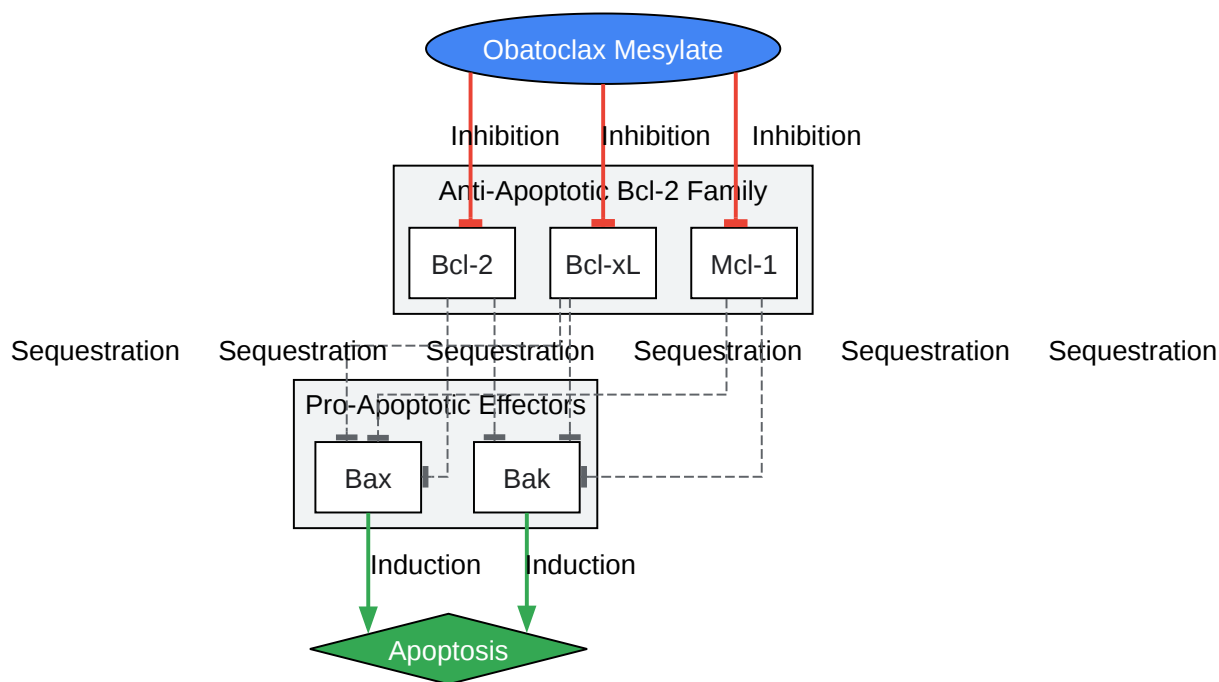 Obatoclax Mesylate
Inhibition
Inhibition
Inhibition
Anti-Apoptotic Bcl-2 Family
Bcl-2
Bcl-xL
Mcl-1
Sequestration
Sequestration
Sequestration
Sequestration
Sequestration
Sequestration
Pro-Apoptotic Effectors
Bax
Bak
Induction
Induction
Apoptosis